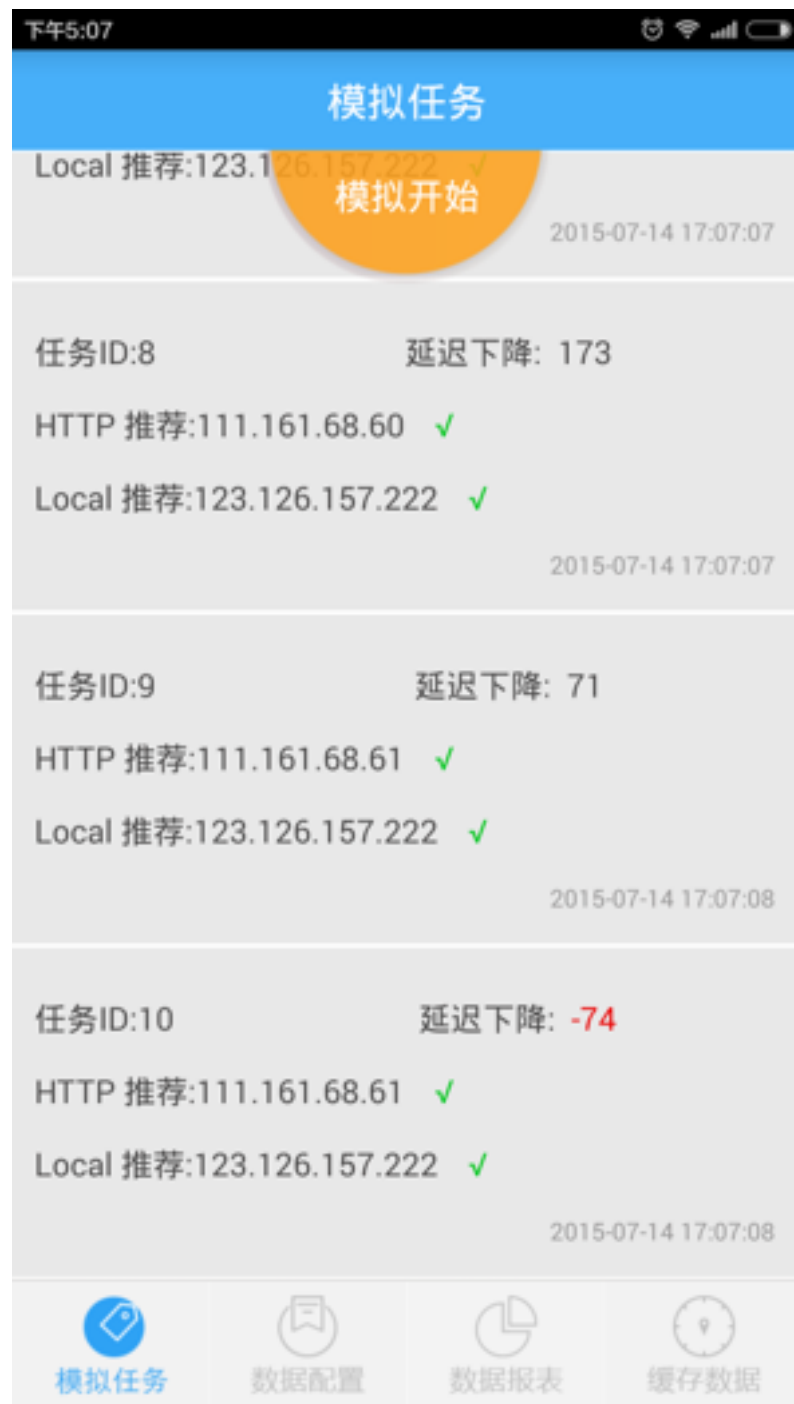 下午5:07
模拟任务
Local 推荐:123.126.157.222 √
模拟开始
2015-07-14 17:07:07
任务ID:8 延迟下降: 173
HTTP 推荐:111.161.68.60 √
Local 推荐:123.126.157.222 √
2015-07-14 17:07:07
任务ID:9 延迟下降: 71
HTTP 推荐:111.161.68.61 √
Local 推荐:123.126.157.222 √
2015-07-14 17:07:08
任务ID:10 延迟下降: -74
HTTP 推荐:111.161.68.61 √
Local 推荐:123.126.157.222 √
2015-07-14 17:07:08
模拟任务 数据配置 数据报表 缓存数据